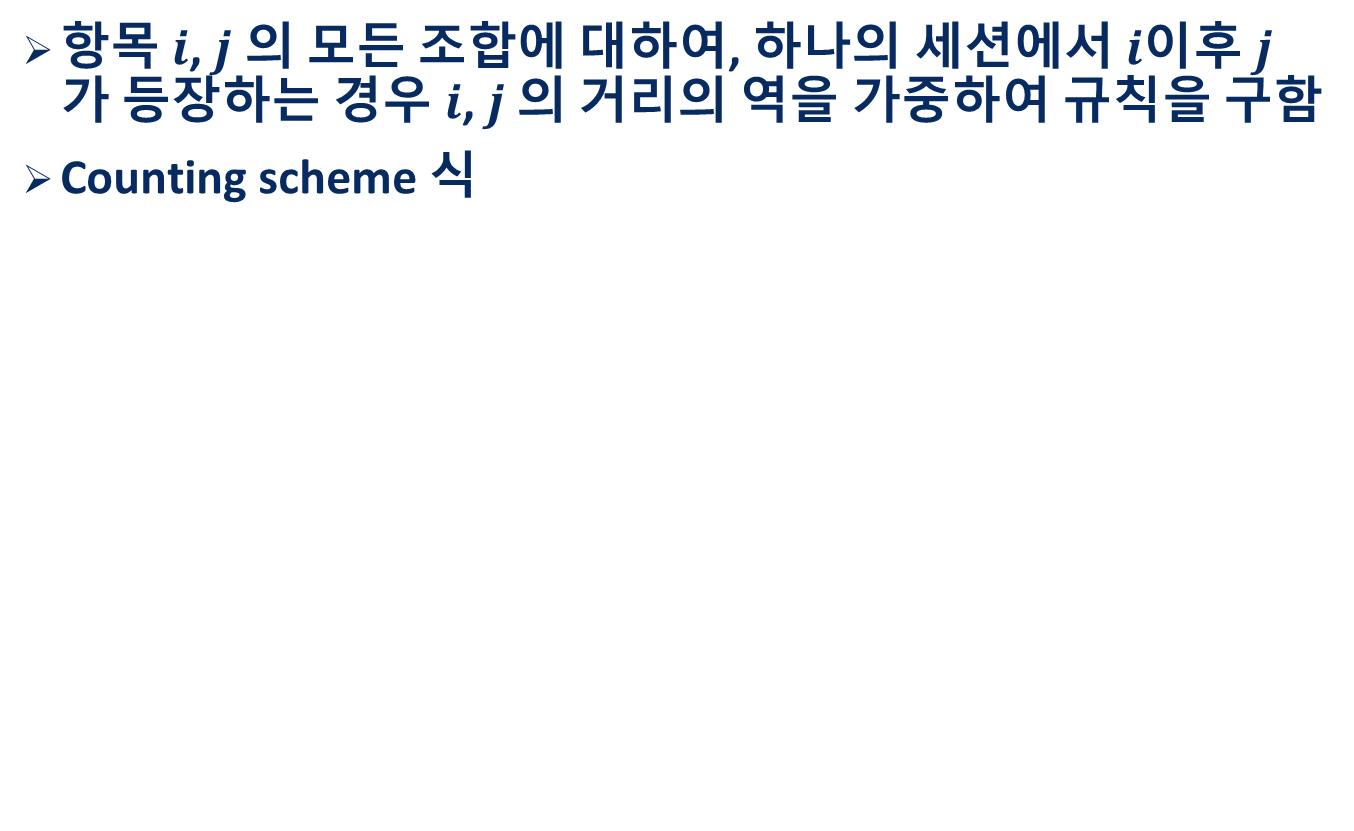 ➢ 항목 i, j 의 모든 조합에 대하여, 하나의 세션에서 i이후 j
가 등장하는 경우 i, j 의 거리의 역을 가중하여 규칙을 구함
➢ Counting scheme 식